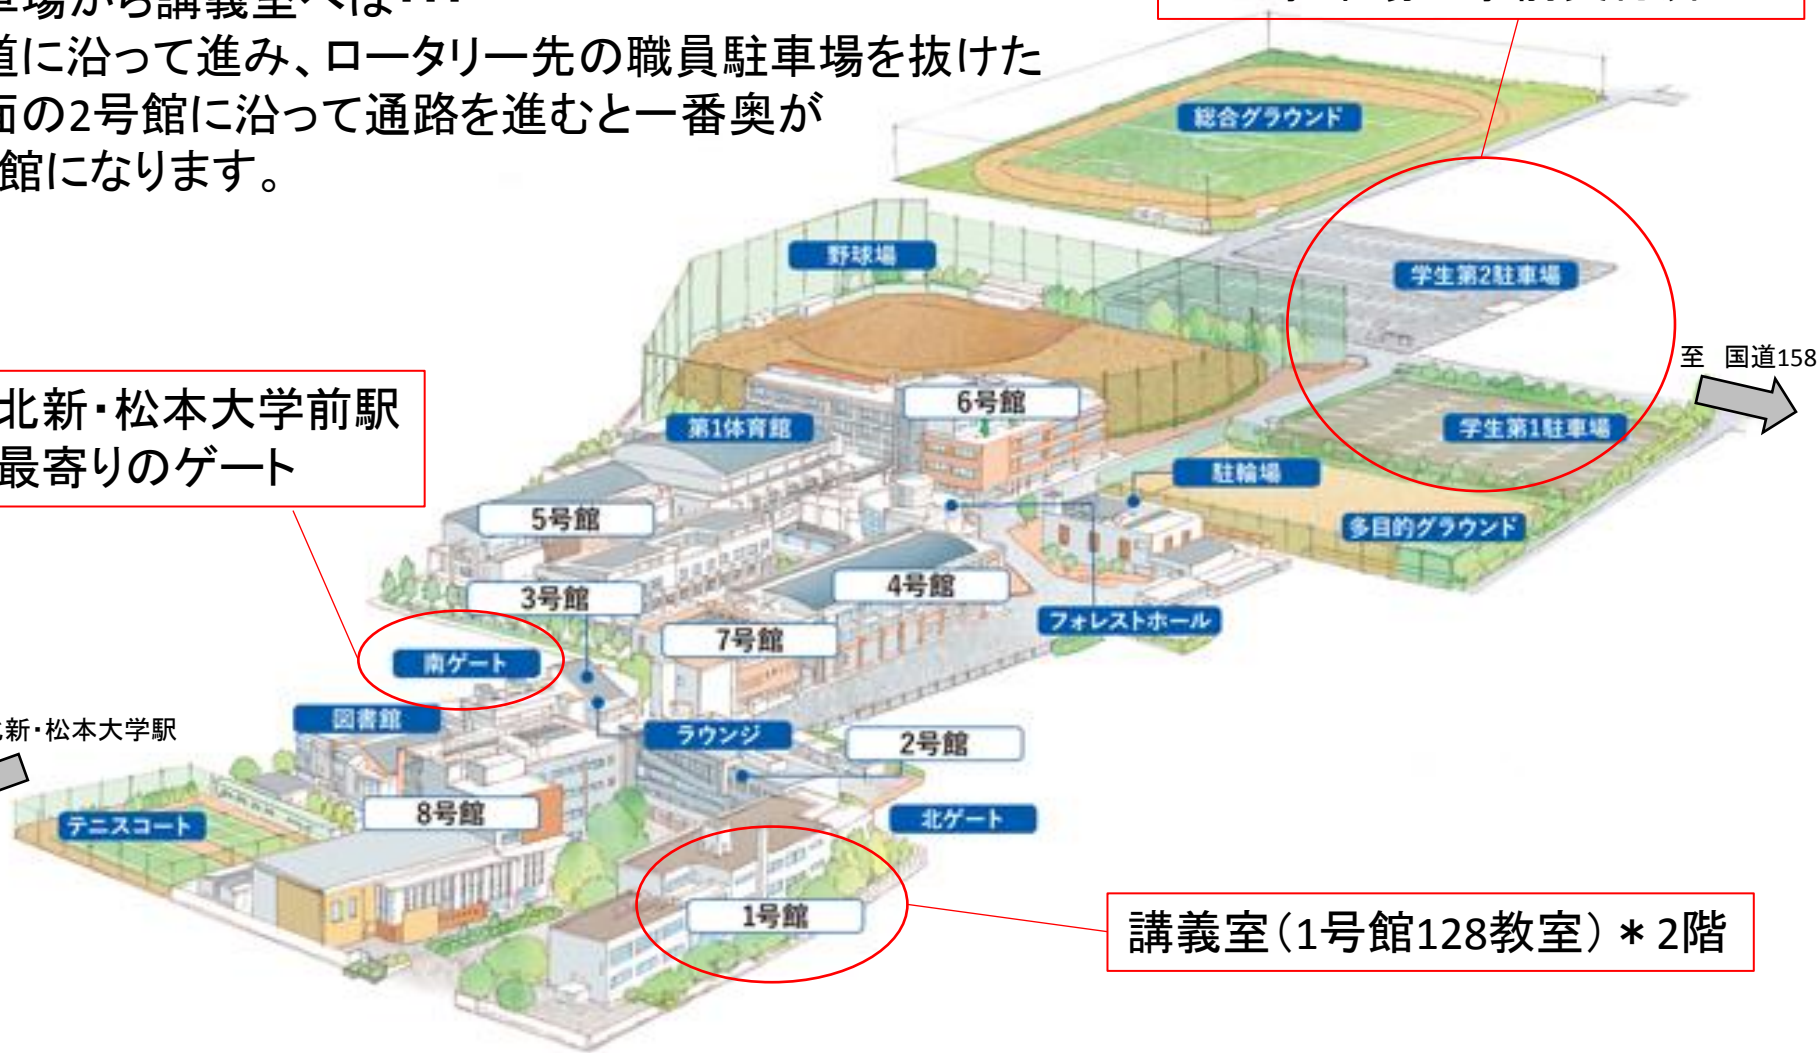 車場から講義室へは・・・
道に沿って進み、ロータリー先の職員駐車場を抜けた
面の2号館に沿って通路を進むと一番奥が
館になります。
総合グラウンド
野球場
学生第2駐車場
至　国道158
北新・松本大学前駅
最寄りのゲート
6号館
第1体育館
学生第1駐車場
駐輪場
5号館
多目的グラウンド
4号館
3号館
フォレストホール
7号館
南ゲート
図書館
新・松本大学駅
ラウンジ
2号館
8号館
テニスコート
北ゲート
1号館
講義室（1号館128教室）＊2階